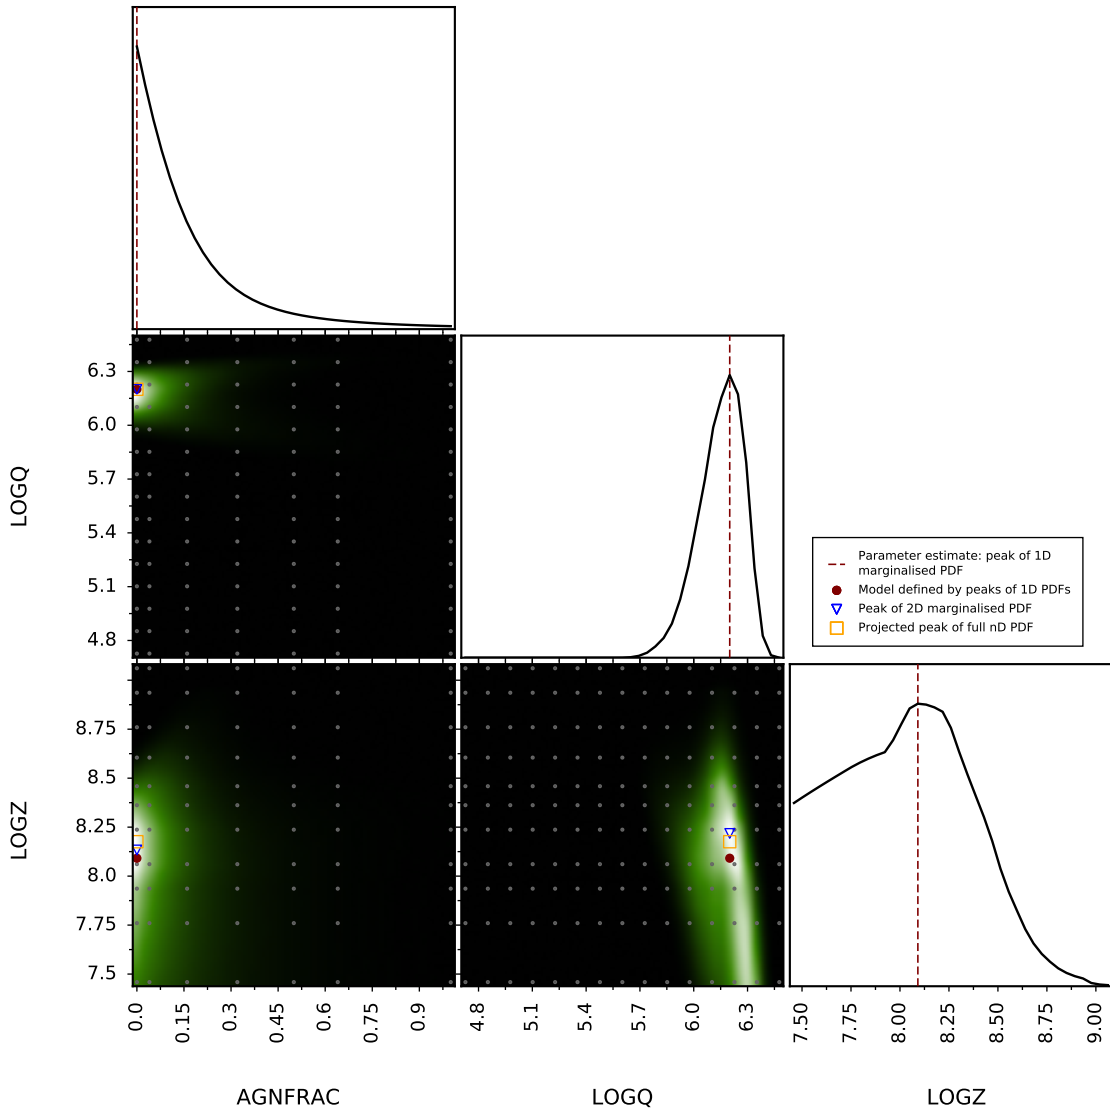 6.3
6.0
5.7
5.4
5.1
4.8
LOGQ
Parameter estimate: peak of 1D
marginalised PDF
Model defined by peaks of 1D PDFs
Peak of 2D marginalised PDF
Projected peak of full nD PDF
8.75
8.5
8.25
8.0
7.75
7.5
LOGZ
0.0 0.15 0.3 0.45 0.6 0.75 0.9
4.8 5.1 5.4 5.7 6.0 6.3
7.50 7.75 8.00 8.25 8.50 8.75 9.00
AGNFRAC LOGQ LOGZ